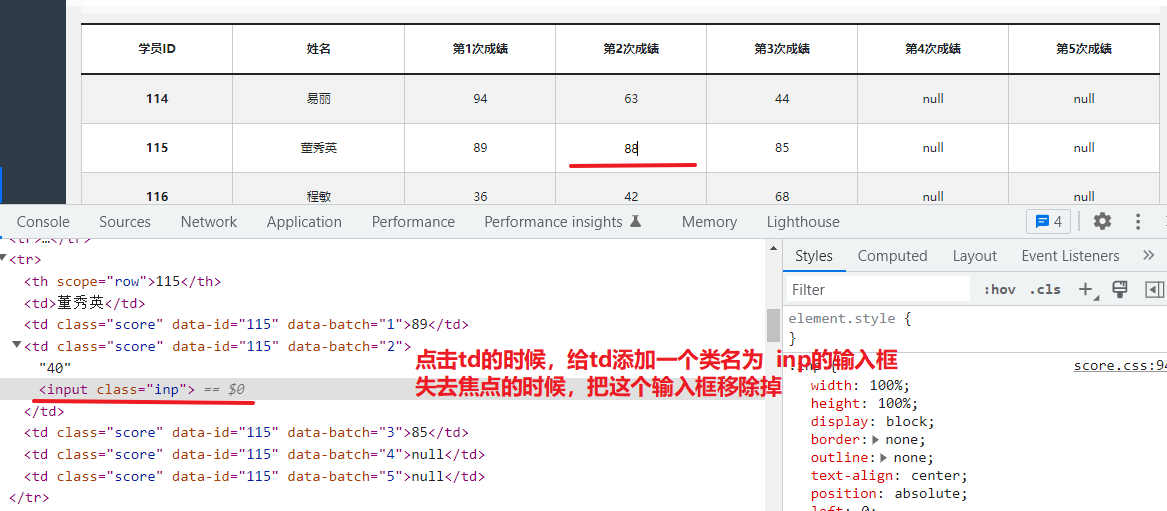 学员ID 姓名 第1次成绩 第2次成绩 第3次成绩 第4次成绩 第5次成绩
114 易丽 94 63 44 null null
115 董秀英 89 88 85 null null
116 程敏 36 42 68 null null
Console Sources Network Application Performance Performance insights Memory Lighthouse 4
<tr>…</tr>
<tr>
<th scope="row">115</th>
<td>董秀英</td>
<td class="score" data-id="115" data-batch="1">89</td>
<td class="score" data-id="115" data-batch="2">
"40"
<input class="inp"> == $0
</td>
<td class="score" data-id="115" data-batch="3">85</td>
<td class="score" data-id="115" data-batch="4">null</td>
<td class="score" data-id="115" data-batch="5">null</td>
</tr>
点击td的时候，给td添加一个类名为 inp的输入框
失去焦点的时候，把这个输入框移除掉
Styles Computed Layout Event Listeners »
Filter :hov .cls +
element.style {
}
.inp { score.css:94
width: 100%;
height: 100%;
display: block;
border: none;
outline: none;
text-align: center;
position: absolute;
left: 0;